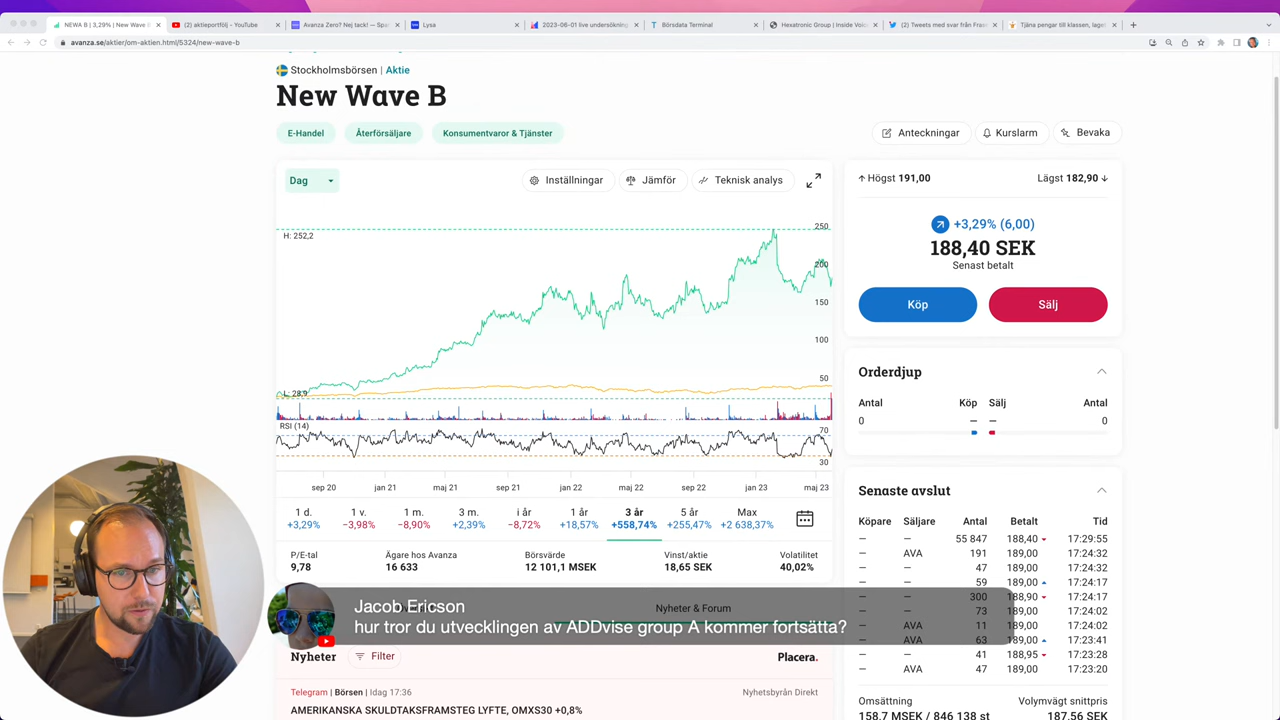 NEWA B | 3,29% | New Wave B
(2) aktieportfölj - YouTube
Avanza Zero? Nej tack! — Spa
Lysa
2023-06-01 live undersöknin
Börsdata Terminal
Hexatronic Group | Inside Vo
(2) Tweets med svar från Fras
Tjäna pengar till klassen, lage
avanza.se/aktier/om-aktien.html/5324/new-wave-b
Stockholmsbörsen | Aktie
New Wave B
E-Handel
Återförsäljare
Konsumentvaror & Tjänster
Anteckningar
Kurslarm
Bevaka
Dag
Inställningar
Jämför
Teknisk analys
H: 252,2
250
200
150
100
50
L: 28,9
RSI (14)
70
30
sep 20 jan 21 maj 21 sep 21 jan 22 maj 22 sep 22 jan 23 maj 23
1 d. 1 v. 1 m. 3 m. i år 1 år 3 år 5 år Max
+3,29% −3,98% −8,90% +2,39% −8,72% +18,57% +558,74% +255,47% +2 638,37%
P/E-tal Ägare hos Avanza Börsvärde Vinst/aktie Volatilitet
9,78 16 633 12 101,1 MSEK 18,65 SEK 40,02%
Nyheter & Forum
Jacob Ericson
hur tror du utvecklingen av ADDvise group A kommer fortsätta?
Nyheter
Filter
Placera.
Telegram | Börsen | Idag 17:36
Nyhetsbyrån Direkt
AMERIKANSKA SKULDTAKSFRAMSTEG LYFTE, OMXS30 +0,8%
Högst 191,00
Lägst 182,90
+3,29% (6,00)
188,40 SEK
Senast betalt
Köp
Sälj
Orderdjup
Antal Köp Sälj Antal
0 — — 0
Senaste avslut
Köpare Säljare Antal Betalt Tid
— — 55 847 188,40 17:29:55
— AVA 191 189,00 17:24:32
— — 47 189,00 17:24:32
— — 59 189,00 17:24:17
— — 300 188,90 17:24:17
— — 73 189,00 17:24:02
— AVA 11 189,00 17:24:02
— AVA 63 189,00 17:23:41
— — 41 188,95 17:23:28
— AVA 47 189,00 17:23:20
Omsättning
Volymvägt snittpris
158,7 MSEK / 846 138 st
187,56 SEK